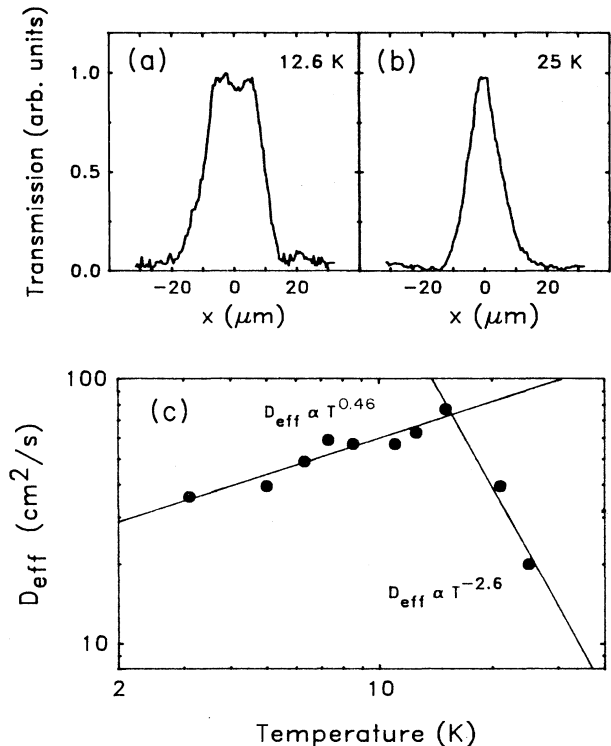 Transmission (arb. units)
(a) 12.6 K
(b) 25 K
1.0
0.5
0.0
−20 0 20
−20 0 20
x (μm)
x (μm)
(c)
D_eff α T^0.46
D_eff α T^−2.6
D_eff (cm²/s)
100
10
2 10
Temperature (K)